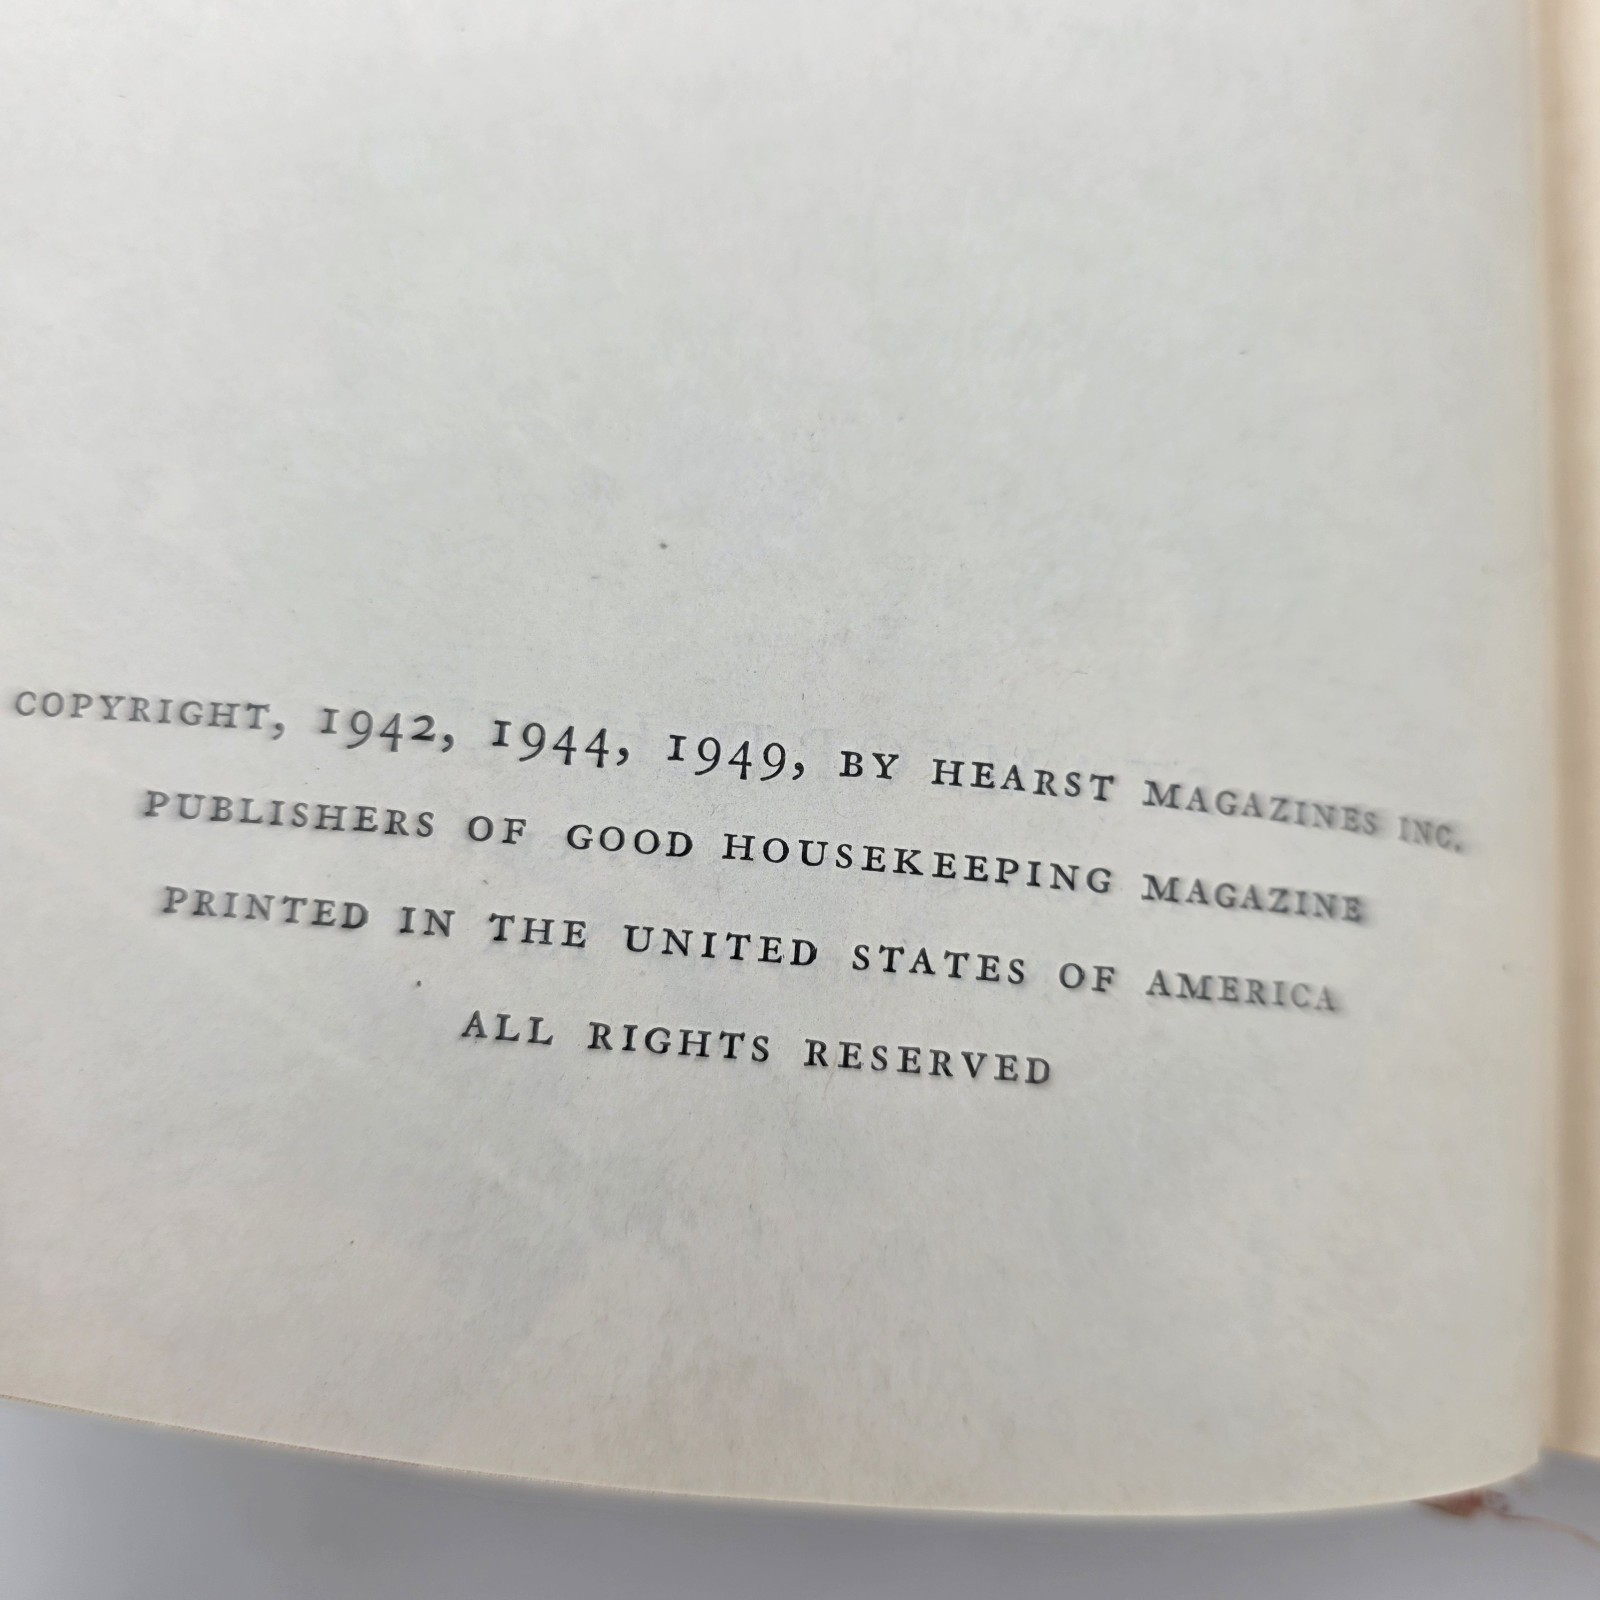 COPYRIGHT, 1942, 1944, 1949, BY HEARST MAGAZINES INC.
PUBLISHERS OF GOOD HOUSEKEEPING MAGAZINE
PRINTED IN THE UNITED STATES OF AMERICA
ALL RIGHTS RESERVED